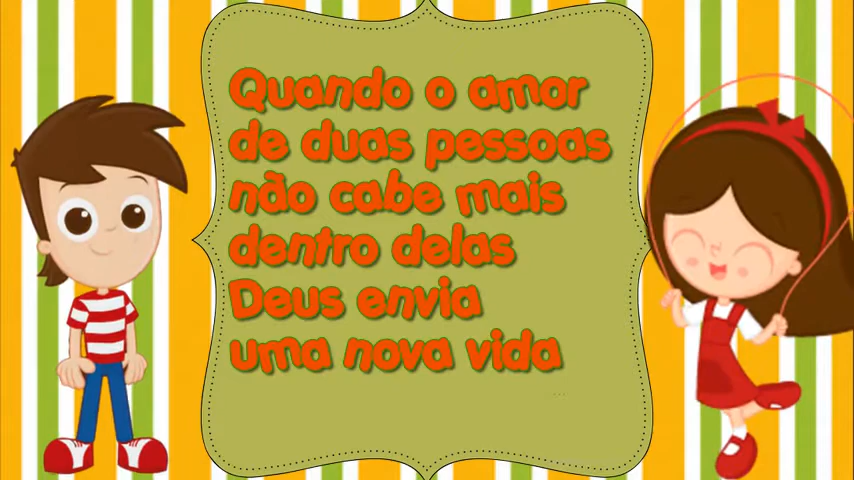 Quando o amor
de duas pessoas
não cabe mais
dentro delas
Deus envia
uma nova vida